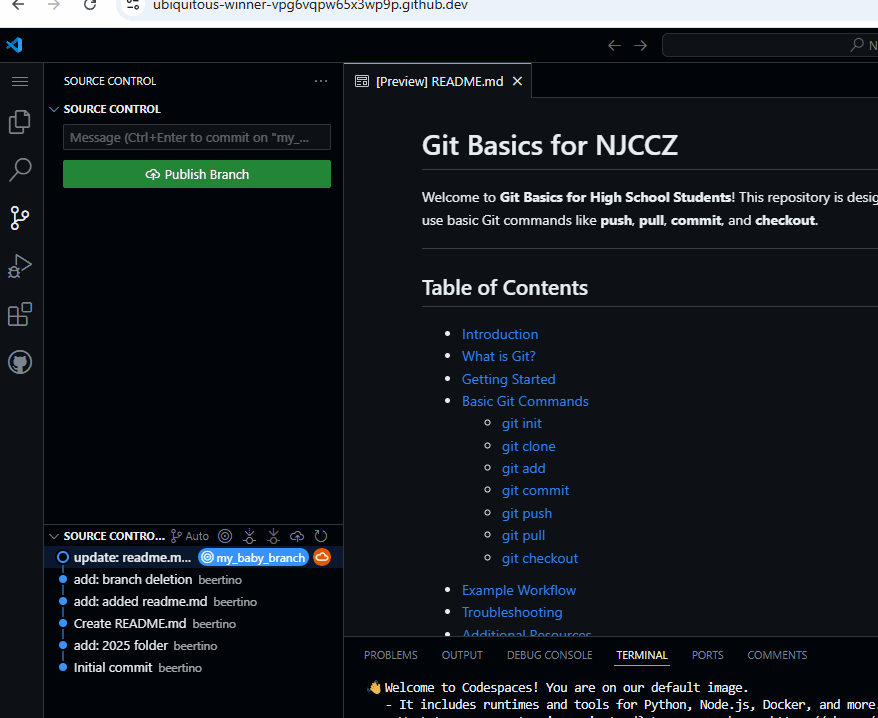 ubiquitous-winner-vpg6vqpw65x3wp9p.github.dev
N
SOURCE CONTROL
SOURCE CONTROL
Message (Ctrl+Enter to commit on "my_...
Publish Branch
SOURCE CONTRO...
Auto
update: readme.m... my_baby_branch
add: branch deletion beertino
add: added readme.md beertino
Create README.md beertino
add: 2025 folder beertino
Initial commit beertino
[Preview] README.md
Git Basics for NJCCZ
Welcome to Git Basics for High School Students! This repository is desig
use basic Git commands like push, pull, commit, and checkout.
Table of Contents
Introduction
What is Git?
Getting Started
Basic Git Commands
git init
git clone
git add
git commit
git push
git pull
git checkout
Example Workflow
Troubleshooting
Additional Resources
PROBLEMS OUTPUT DEBUG CONSOLE TERMINAL PORTS COMMENTS
👋 Welcome to Codespaces! You are on our default image.
- It includes runtimes and tools for Python, Node.js, Docker, and more.